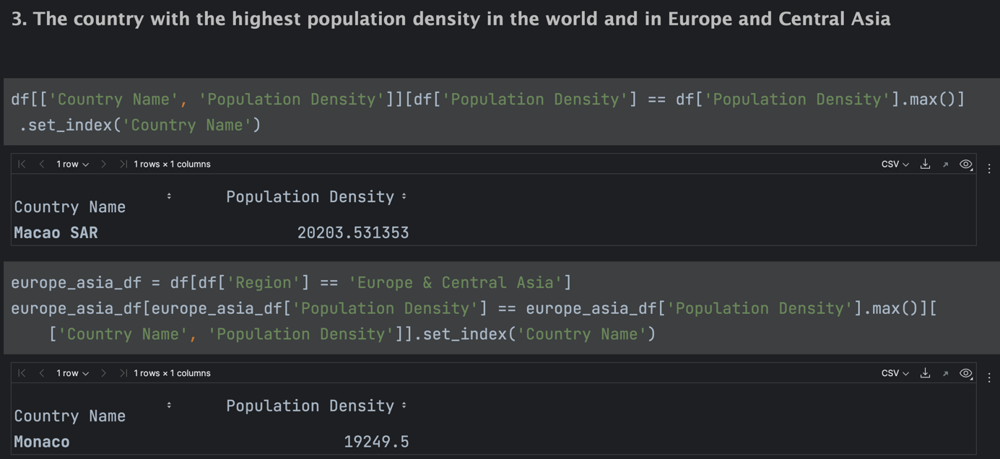 3. The country with the highest population density in the world and in Europe and Central Asia
df[['Country Name', 'Population Density']][df['Population Density'] == df['Population Density'].max()]
.set_index('Country Name')
1 row 1 rows × 1 columns CSV
Population Density
Country Name
Macao SAR 20203.531353
europe_asia_df = df[df['Region'] == 'Europe & Central Asia']
europe_asia_df[europe_asia_df['Population Density'] == europe_asia_df['Population Density'].max()][
['Country Name', 'Population Density']].set_index('Country Name')
1 row 1 rows × 1 columns CSV
Population Density
Country Name
Monaco 19249.5